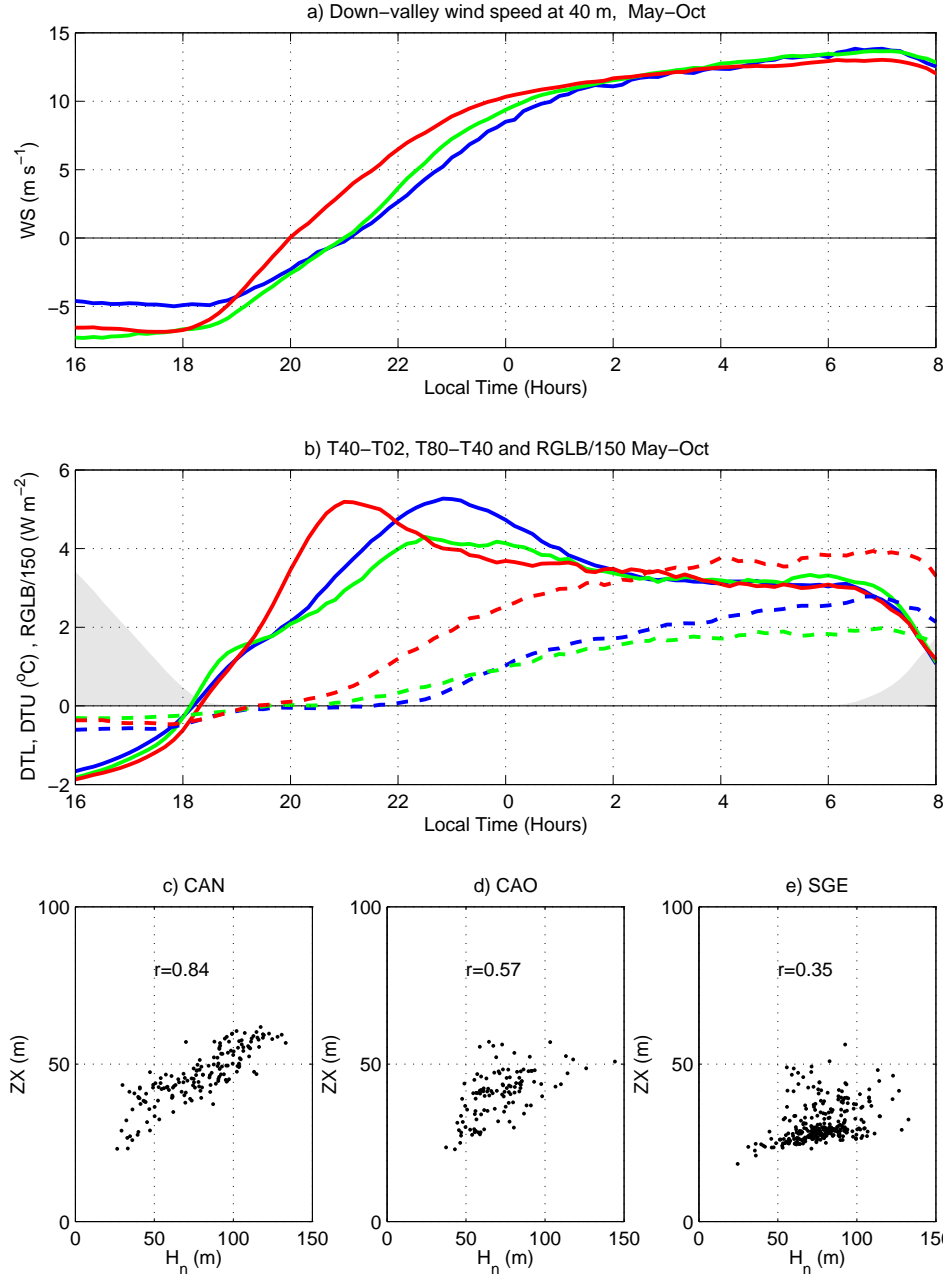 a) Down−valley wind speed at 40 m,  May−Oct
15
10
5
0
−5
WS (m s−1)
16 18 20 22 0 2 4 6 8
Local Time (Hours)
b) T40−T02, T80−T40 and RGLB/150 May−Oct
6
4
2
0
−2
DTL, DTU (oC) , RGLB/150 (W m−2)
16 18 20 22 0 2 4 6 8
Local Time (Hours)
c) CAN
100
50
0
ZX (m)
r=0.84
0 50 100 150
Hn (m)
d) CAO
100
50
0
ZX (m)
r=0.57
0 50 100 150
Hn (m)
e) SGE
100
50
0
ZX (m)
r=0.35
0 50 100 150
Hn (m)